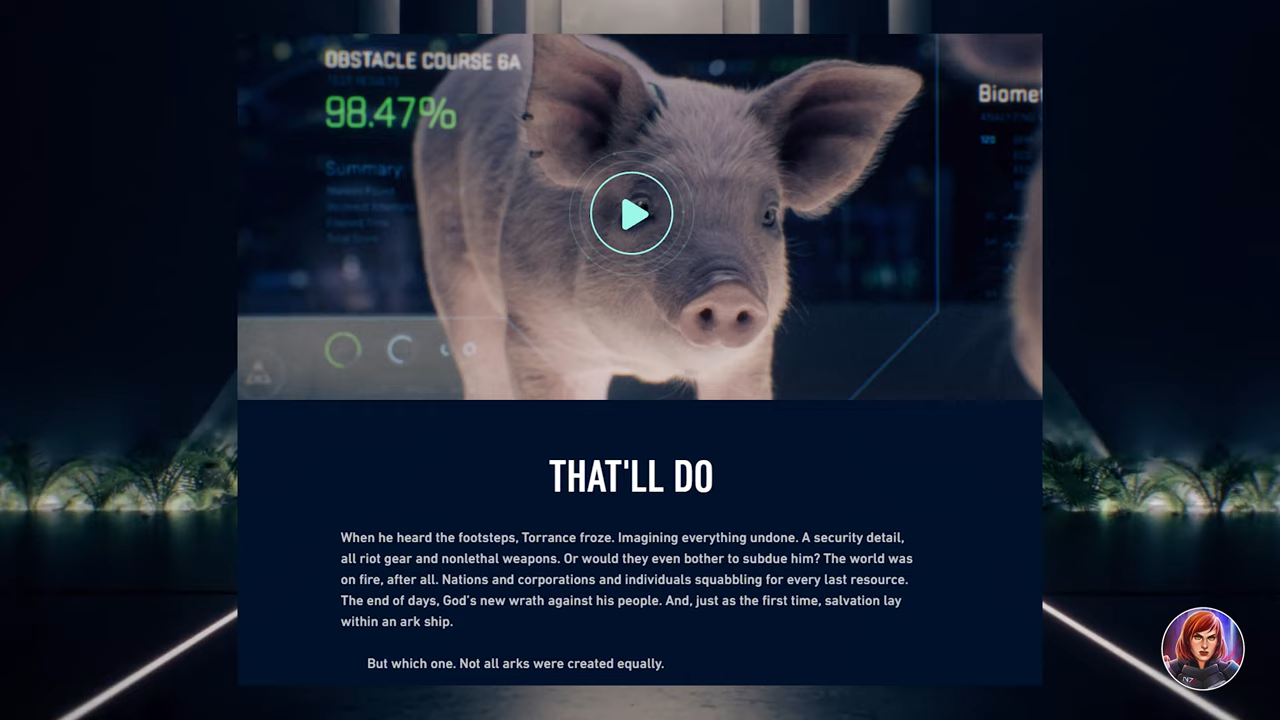 OBSTACLE COURSE 6A
TEST RESULTS
98.47%
Summary
Biomet
120
THAT'LL DO
When he heard the footsteps, Torrance froze. Imagining everything undone. A security detail,
all riot gear and nonlethal weapons. Or would they even bother to subdue him? The world was
on fire, after all. Nations and corporations and individuals squabbling for every last resource.
The end of days, God's new wrath against his people. And, just as the first time, salvation lay
within an ark ship.
But which one. Not all arks were created equally.
N7